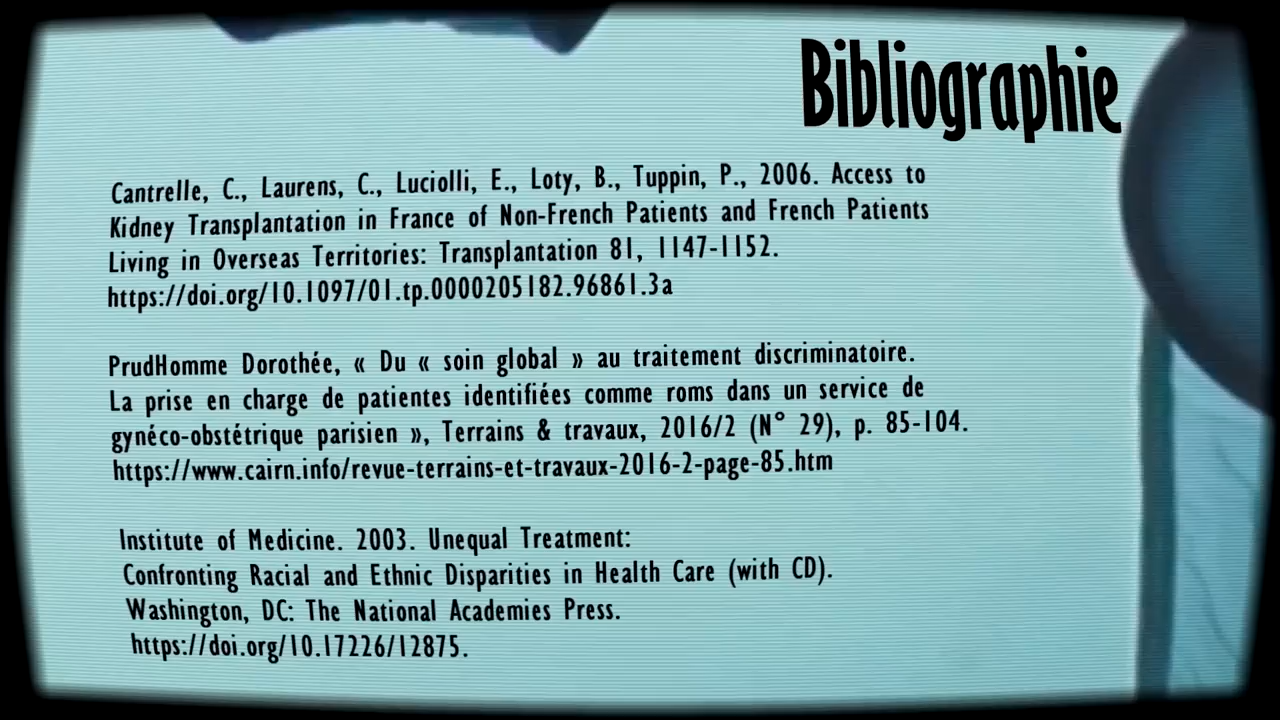 Bibliographie
Cantrelle, C., Laurens, C., Luciolli, E., Loty, B., Tuppin, P., 2006. Access to
Kidney Transplantation in France of Non-French Patients and French Patients
Living in Overseas Territories: Transplantation 81, 1147-1152.
https://doi.org/10.1097/01.tp.0000205182.96861.3a
PrudHomme Dorothée, « Du « soin global » au traitement discriminatoire.
La prise en charge de patientes identifiées comme roms dans un service de
gynéco-obstétrique parisien », Terrains & travaux, 2016/2 (N° 29), p. 85-104.
https://www.cairn.info/revue-terrains-et-travaux-2016-2-page-85.htm
Institute of Medicine. 2003. Unequal Treatment:
Confronting Racial and Ethnic Disparities in Health Care (with CD).
Washington, DC: The National Academies Press.
https://doi.org/10.17226/12875.